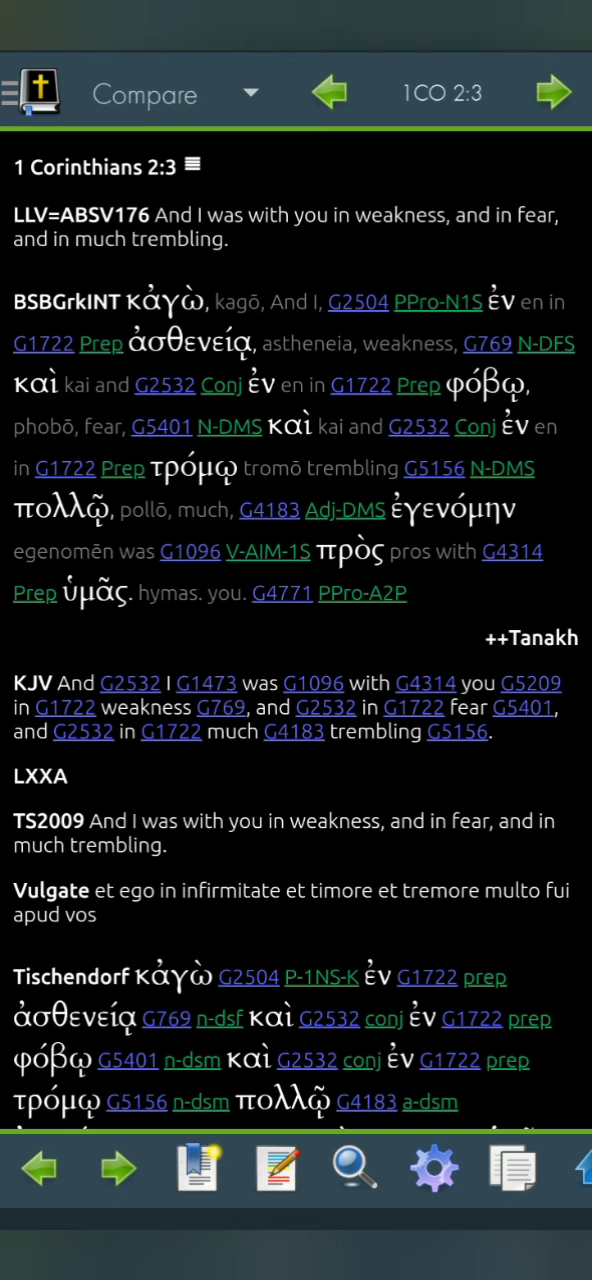 Compare
1CO 2:3
1 Corinthians 2:3
LLV=ABSV176 And I was with you in weakness, and in fear,
and in much trembling.
BSBGrkINT κἀγὼ, kagō, And I, G2504 PPro-N1S ἐν en in
G1722 Prep ἀσθενείᾳ, astheneia, weakness, G769 N-DFS
καὶ kai and G2532 Conj ἐν en in G1722 Prep φόβῳ,
phobō, fear, G5401 N-DMS καὶ kai and G2532 Conj ἐν en
in G1722 Prep τρόμῳ tromō trembling G5156 N-DMS
πολλῷ, pollō, much, G4183 Adj-DMS ἐγενόμην
egenomēn was G1096 V-AIM-1S πρὸς pros with G4314
Prep ὑμᾶς. hymas. you. G4771 PPro-A2P
++Tanakh
KJV And G2532 I G1473 was G1096 with G4314 you G5209
in G1722 weakness G769, and G2532 in G1722 fear G5401,
and G2532 in G1722 much G4183 trembling G5156.
LXXA
TS2009 And I was with you in weakness, and in fear, and in
much trembling.
Vulgate et ego in infirmitate et timore et tremore multo fui
apud vos
Tischendorf κἀγὼ G2504 P-1NS-K ἐν G1722 prep
ἀσθενείᾳ G769 n-dsf καὶ G2532 conj ἐν G1722 prep
φόβῳ G5401 n-dsm καὶ G2532 conj ἐν G1722 prep
τρόμῳ G5156 n-dsm πολλῷ G4183 a-dsm